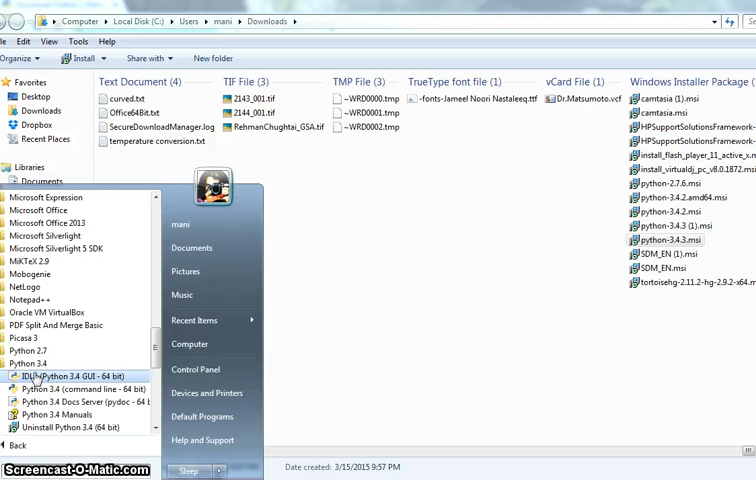 Computer ▸ Local Disk (C:) ▸ Users ▸ mani ▸ Downloads ▸
Edit View Tools Help
Organize Install Share with New folder
Favorites
Desktop
Downloads
Dropbox
Recent Places
Libraries
Documents
Text Document (4)
curved.txt
Office64Bit.txt
SecureDownloadManager.log
temperature conversion.txt
TIF File (3)
2143_001.tif
2144_001.tif
RehmanChughtai_GSA.tif
TMP File (3)
~WRD0000.tmp
~WRD0001.tmp
~WRD0002.tmp
TrueType font file (1)
-fonts-Jameel Noori Nastaleeq.ttf
vCard File (1)
Dr.Matsumoto.vcf
Windows Installer Package (
camtasia (1).msi
camtasia.msi
HPSupportSolutionsFramework-
HPSupportSolutionsFramework-
install_flash_player_11_active_x.m
install_virtualdj_pc_v8.0.1872.msi
python-2.7.6.msi
python-3.4.2.amd64.msi
python-3.4.2.msi
python-3.4.3 (1).msi
python-3.4.3.msi
SDM_EN (1).msi
SDM_EN.msi
tortoisehg-2.11.2-hg-2.9.2-x64.m
Microsoft Expression
Microsoft Office
Microsoft Office 2013
Microsoft Silverlight
Microsoft Silverlight 5 SDK
MiKTeX 2.9
Mobogenie
NetLogo
Notepad++
Oracle VM VirtualBox
PDF Split And Merge Basic
Picasa 3
Python 2.7
Python 3.4
IDLE (Python 3.4 GUI - 64 bit)
Python 3.4 (command line - 64 bit)
Python 3.4 Docs Server (pydoc - 64 b
Python 3.4 Manuals
Uninstall Python 3.4 (64 bit)
Back
mani
Documents
Pictures
Music
Recent Items
Computer
Control Panel
Devices and Printers
Default Programs
Help and Support
Sleep
Date created: 3/15/2015 9:57 PM
Screencast-O-Matic.com